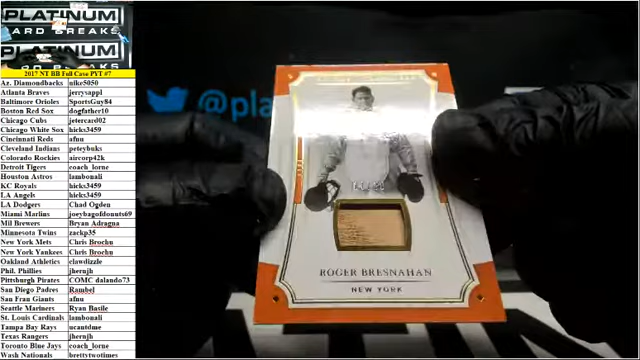 PLATINUM
ARD BREAKS
PLATINUM
2017 NT BB Full Case PYT #7
Az. Diamondbacks nike5050
Atlanta Braves jerrysappl
Baltimore Orioles SportsGuy84
Boston Red Sox dogfather10
Chicago Cubs jetercard02
Chicago White Sox hicks3459
Cincinnati Reds afnu
Cleveland Indians peteybuks
Colorado Rockies aircorp42k
Detroit Tigers coach_lorne
Houston Astros lambonali
KC Royals hicks3459
LA Angels hicks3459
LA Dodgers Chad Ogden
Miami Marlins joeybagofdonuts69
Mil Brewers Bryan Adragna
Minnesota Twins zackp35
New York Mets Chris Brochu
New York Yankees Chris Brochu
Oakland Athletics clawdizzle
Phil. Phillies jhernjh
Pittsburgh Pirates COMC dalando73
San Diego Padres Rambel
San Fran Giants afnu
Seattle Mariners Ryan Basile
St. Louis Cardinals lambonali
Tampa Bay Rays ucantdme
Texas Rangers jhernjh
Toronto Blue Jays coach_lorne
Wash Nationals brettytwotimes
@pla
ROGER BRESNAHAN
NEW YORK